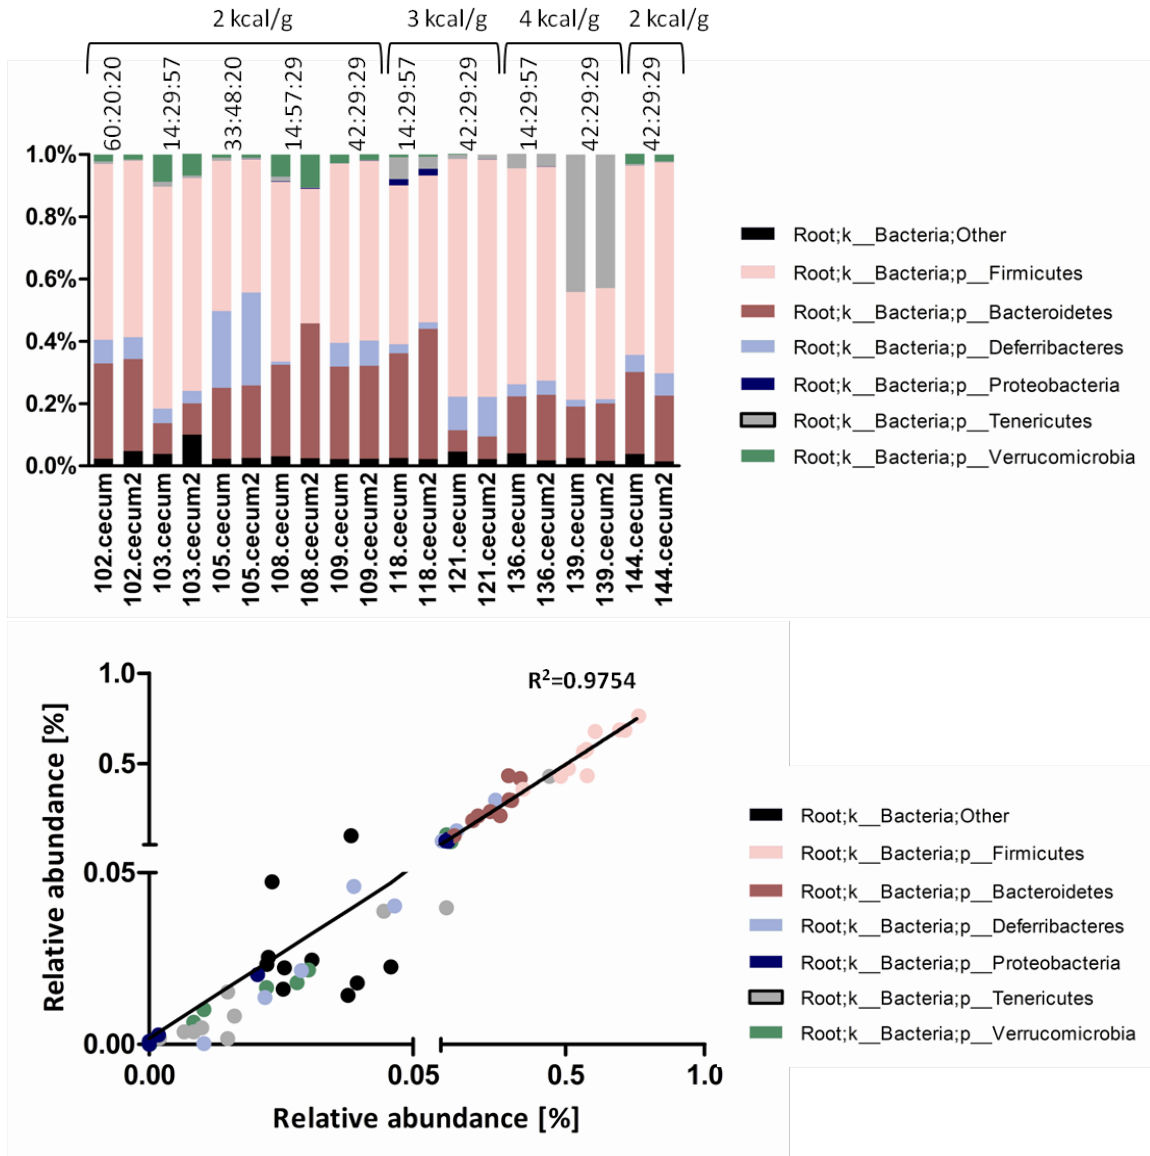 2 kcal/g 3 kcal/g 4 kcal/g 2 kcal/g
60:20:20 14:29:57 33:48:20 14:57:29 42:29:29 14:29:57 42:29:29 14:29:57 42:29:29 42:29:29
1.0%
0.8%
0.6%
0.4%
0.2%
0.0%
102.cecum 102.cecum2 103.cecum 103.cecum2 105.cecum 105.cecum2 108.cecum 108.cecum2 109.cecum 109.cecum2 118.cecum 118.cecum2 121.cecum 121.cecum2 136.cecum 136.cecum2 139.cecum 139.cecum2 144.cecum 144.cecum2
Root;k__Bacteria;Other
Root;k__Bacteria;p__Firmicutes
Root;k__Bacteria;p__Bacteroidetes
Root;k__Bacteria;p__Deferribacteres
Root;k__Bacteria;p__Proteobacteria
Root;k__Bacteria;p__Tenericutes
Root;k__Bacteria;p__Verrucomicrobia
R²=0.9754
Relative abundance [%]
1.0
0.5
0.05
0.00
0.00 0.05 0.5 1.0
Relative abundance [%]
Root;k__Bacteria;Other
Root;k__Bacteria;p__Firmicutes
Root;k__Bacteria;p__Bacteroidetes
Root;k__Bacteria;p__Deferribacteres
Root;k__Bacteria;p__Proteobacteria
Root;k__Bacteria;p__Tenericutes
Root;k__Bacteria;p__Verrucomicrobia